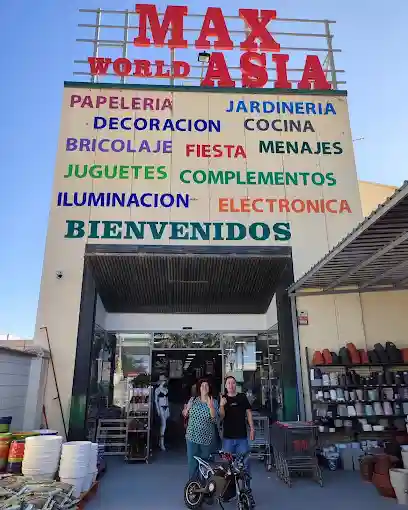 MAX
WORLD ASIA
PAPELERIA JARDINERIA
DECORACION COCINA
BRICOLAJE FIESTA MENAJES
JUGUETES COMPLEMENTOS
ILUMINACION ELECTRONICA
BIENVENIDOS